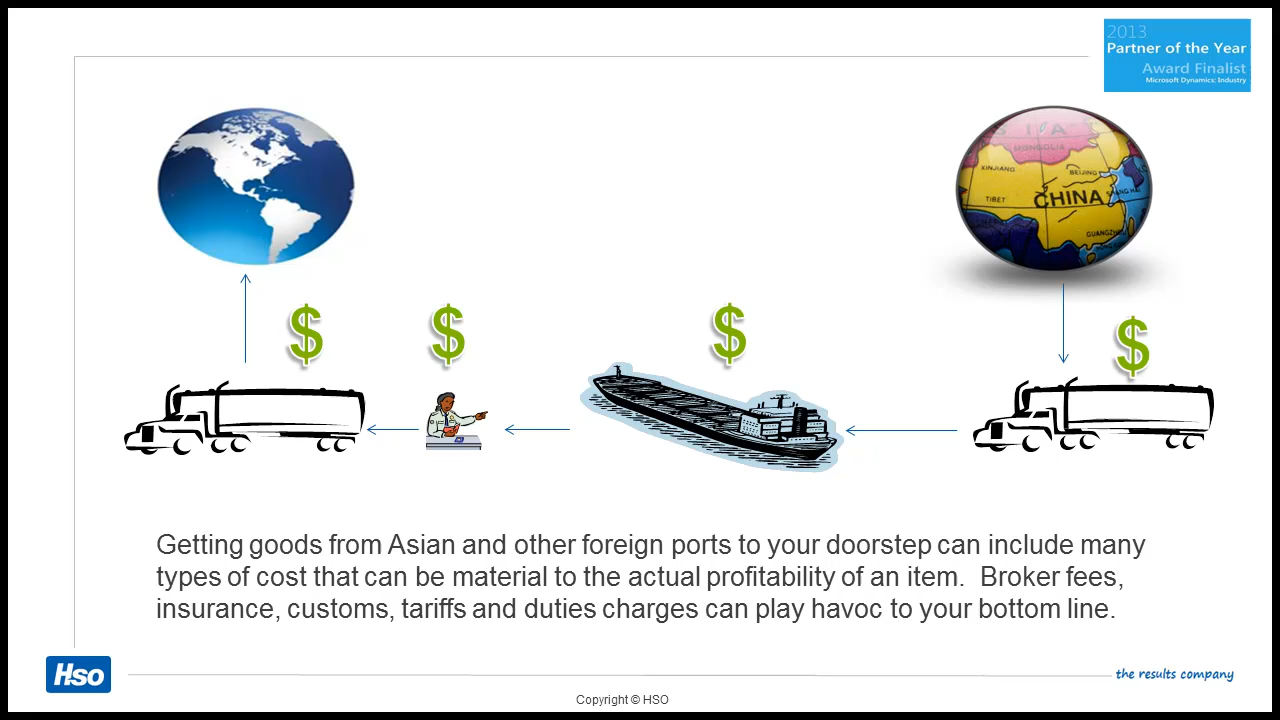 2013
Partner of the Year
Award Finalist
Microsoft Dynamics: Industry
MONGOLIA
XINJIANG
BEIJING
TIBET
CHINA
SHANGHAI
$
$
$
$
Getting goods from Asian and other foreign ports to your doorstep can include many
types of cost that can be material to the actual profitability of an item.  Broker fees,
insurance, customs, tariffs and duties charges can play havoc to your bottom line.
Hso
the results company
Copyright © HSO